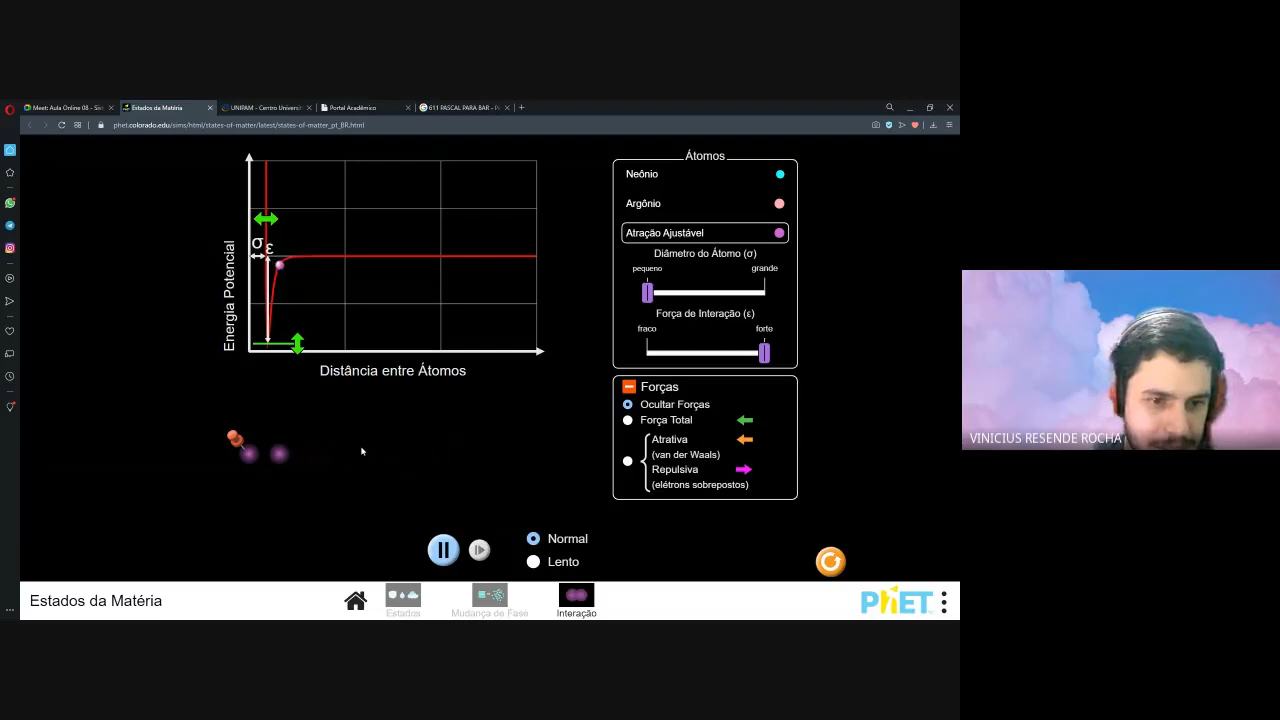 Meet: Aula Online 08 - Sis
Estados da Matéria
UNIPAM - Centro Universi
Portal Acadêmico
611 PASCAL PARA BAR - P
phet.colorado.edu/sims/html/states-of-matter/latest/states-of-matter_pt_BR.html
Energia Potencial
σ
ε
Distância entre Átomos
Átomos
Neônio
Argônio
Atração Ajustável
Diâmetro do Átomo (σ)
pequeno grande
Força de Interação (ε)
fraco forte
Forças
Ocultar Forças
Força Total
Atrativa
(van der Waals)
Repulsiva
(elétrons sobrepostos)
Normal
Lento
Estados da Matéria
Estados
Mudança de Fase
Interação
PhET
VINICIUS RESENDE ROCHA